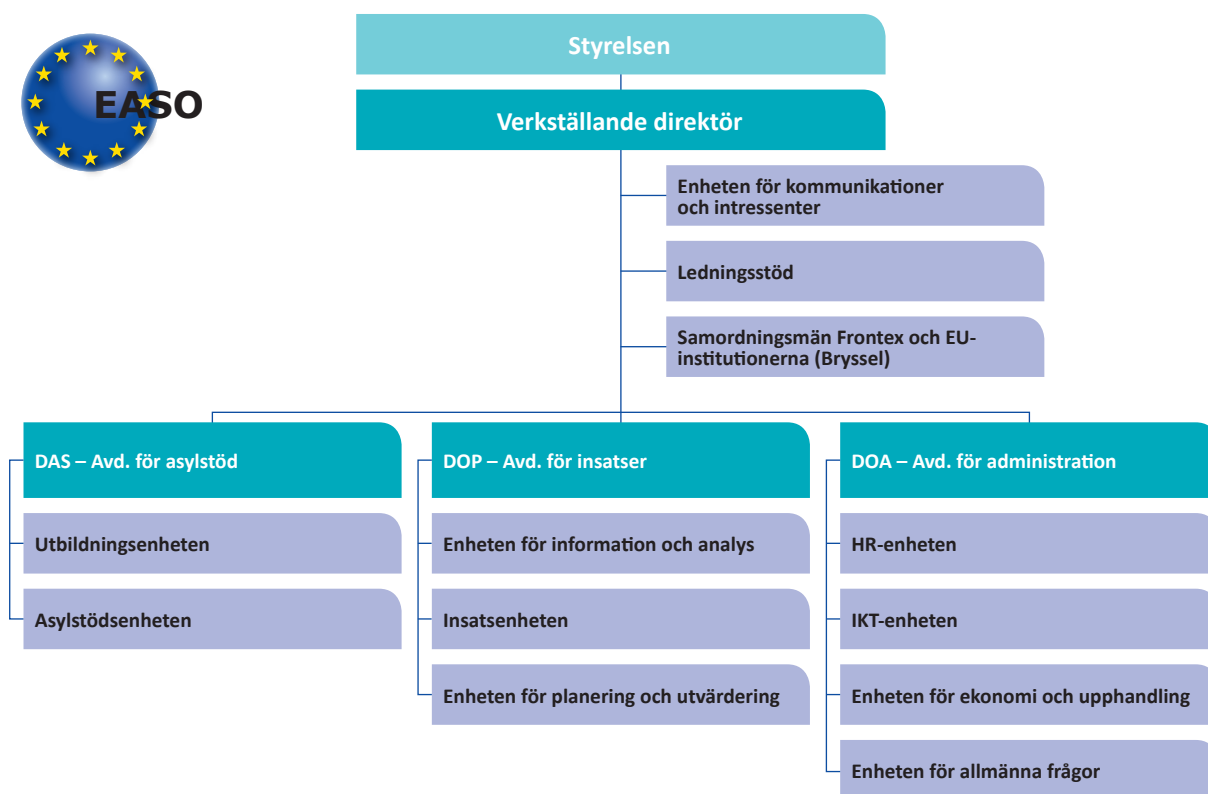 EASO
Styrelsen
Verkställande direktör
Enheten för kommunikationer
och intressenter
Ledningsstöd
Samordningsmän Frontex och EU-
institutionerna (Bryssel)
DAS – Avd. för asylstöd
Utbildningsenheten
Asylstödsenheten
DOP – Avd. för insatser
Enheten för information och analys
Insatsenheten
Enheten för planering och utvärdering
DOA – Avd. för administration
HR-enheten
IKT-enheten
Enheten för ekonomi och upphandling
Enheten för allmänna frågor